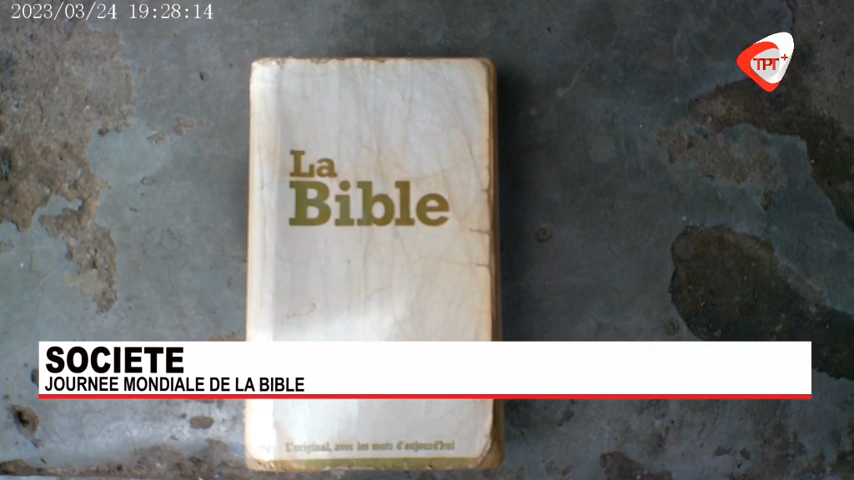 2023/03/24 19:28:14
TPT+
La
Bible
SOCIETE
JOURNEE MONDIALE DE LA BIBLE
L'original, avec les mots d'aujourd'hui